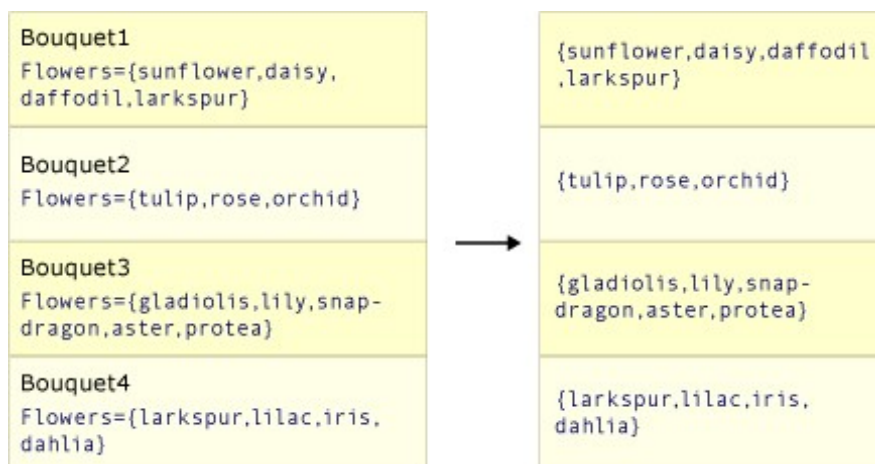 Bouquet1
Flowers={sunflower,daisy,
daffodil,larkspur}
Bouquet2
Flowers={tulip,rose,orchid}
Bouquet3
Flowers={gladiolis,lily,snap-
dragon,aster,protea}
Bouquet4
Flowers={larkspur,lilac,iris,
dahlia}
{sunflower,daisy,daffodil
,larkspur}
{tulip,rose,orchid}
{gladiolis,lily,snap-
dragon,aster,protea}
{larkspur,lilac,iris,
dahlia}